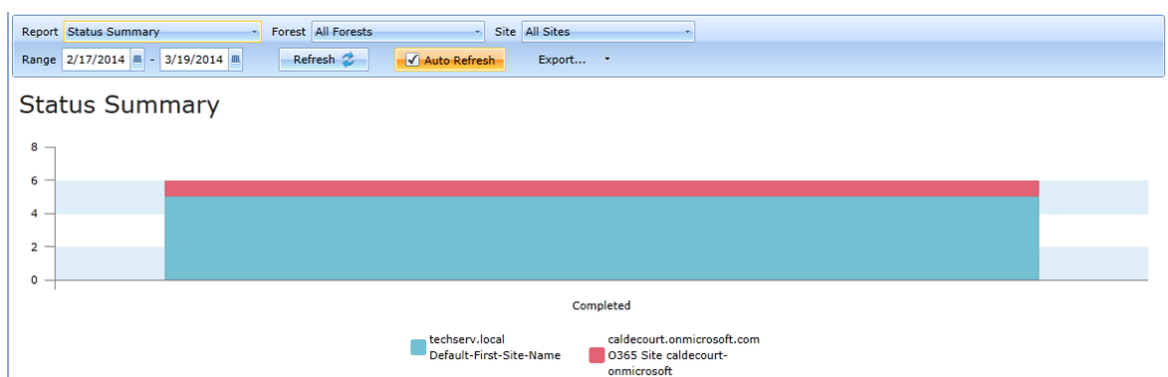 Report Status Summary Forest All Forests Site All Sites
Range 2/17/2014 - 3/19/2014 Refresh Auto Refresh Export...
Status Summary
8
6
4
2
0
Completed
techserv.local
Default-First-Site-Name
caldecourt.onmicrosoft.com
O365 Site caldecourt-
onmicrosoft